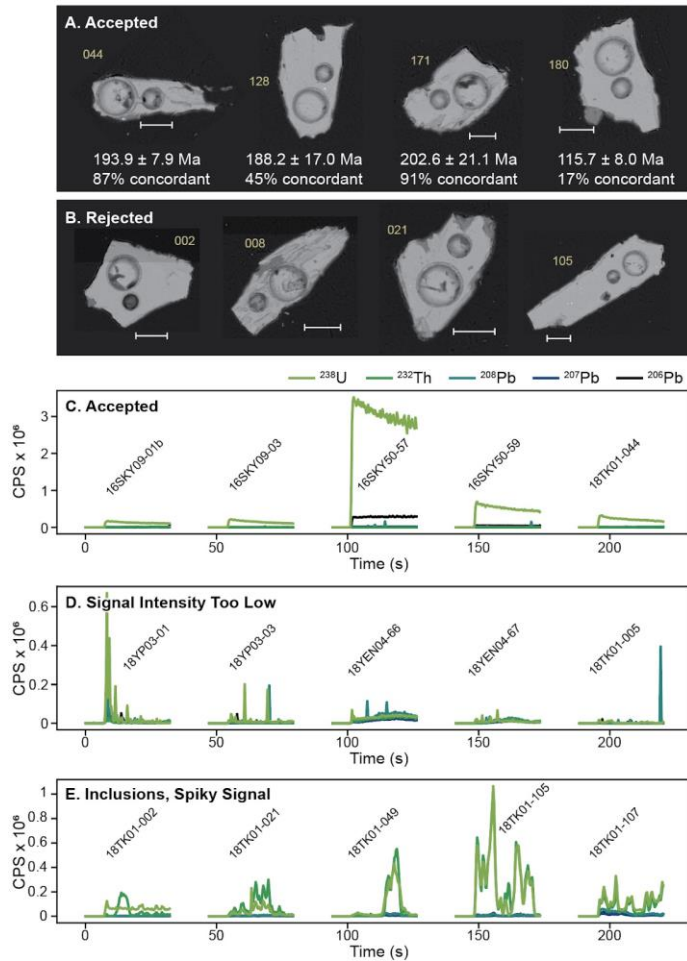 A. Accepted
044
128
171
180
193.9 ± 7.9 Ma
87% concordant
188.2 ± 17.0 Ma
45% concordant
202.6 ± 21.1 Ma
91% concordant
115.7 ± 8.0 Ma
17% concordant
B. Rejected
002
008
021
105
²³⁸U ²³²Th ²⁰⁸Pb ²⁰⁷Pb ²⁰⁶Pb
C. Accepted
CPS x 10⁶
3
2
1
0
16SKY09-01b
16SKY09-03
16SKY50-57
16SKY50-59
18TK01-044
0 50 100 150 200
Time (s)
D. Signal Intensity Too Low
CPS x 10⁶
0.6
0.4
0.2
0
18YP03-01
18YP03-03
18YEN04-66
18YEN04-67
18TK01-005
0 50 100 150 200
Time (s)
E. Inclusions, Spiky Signal
CPS x 10⁶
1
0.8
0.6
0.4
0.2
0
18TK01-002
18TK01-021
18TK01-049
18TK01-105
18TK01-107
0 50 100 150 200
Time (s)